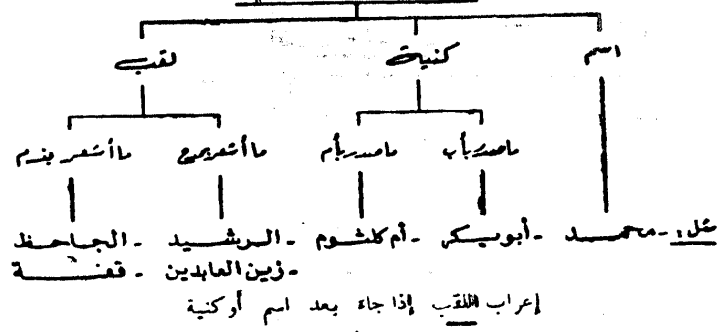 اسم كنية لقب
ما صدر بأب ما صدر بأم ما أشعر بمدح ما أشعر بذم
مثل: - محمد - أبو بكر - أم كلثوم - الرشيد - الجاحظ
- زين العابدين - قفة
إعراب اللقب إذا جاء بعد اسم أو كنية